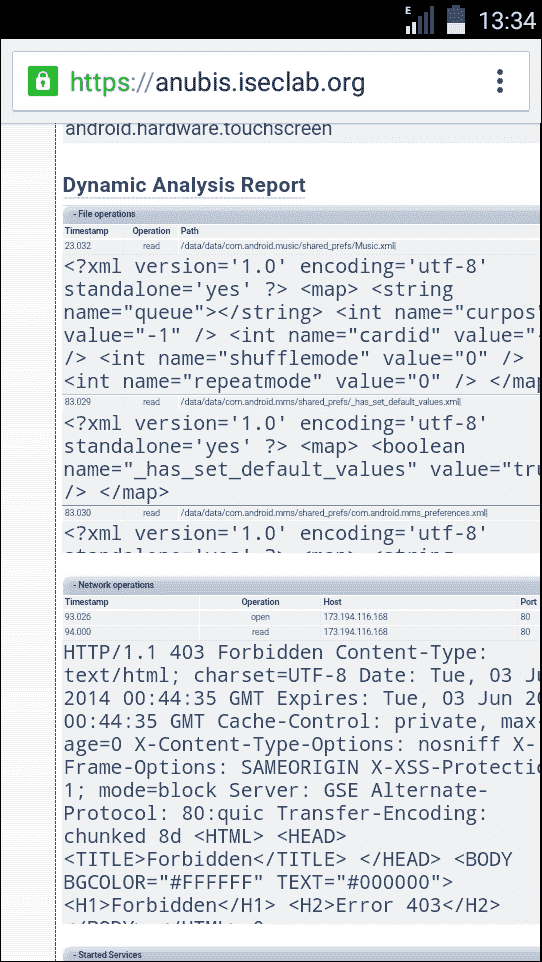 E
13:34
https://anubis.iseclab.org
android.hardware.touchscreen
Dynamic Analysis Report
- File operations
Timestamp Operation Path
23.032 read /data/data/com.android.music/shared_prefs/Music.xml
<?xml version='1.0' encoding='utf-8'
standalone='yes' ?> <map> <string
name="queue"></string> <int name="curpos"
value="-1" /> <int name="cardid" value="-
/> <int name="shufflemode" value="0" />
<int name="repeatmode" value="0" /> </map
83.029 read /data/data/com.android.mms/shared_prefs/_has_set_default_values.xml
<?xml version='1.0' encoding='utf-8'
standalone='yes' ?> <map> <boolean
name="_has_set_default_values" value="tru
/> </map>
83.030 read /data/data/com.android.mms/shared_prefs/com.android.mms_preferences.xml
<?xml version='1.0' encoding='utf-8'
standalone='yes' ?> <map> <string
- Network operations
Timestamp Operation Host Port
93.026 open 173.194.116.168 80
94.000 read 173.194.116.168 80
HTTP/1.1 403 Forbidden Content-Type:
text/html; charset=UTF-8 Date: Tue, 03 Ju
2014 00:44:35 GMT Expires: Tue, 03 Jun 20
00:44:35 GMT Cache-Control: private, max-
age=0 X-Content-Type-Options: nosniff X-
Frame-Options: SAMEORIGIN X-XSS-Protectio
1; mode=block Server: GSE Alternate-
Protocol: 80:quic Transfer-Encoding:
chunked 8d <HTML> <HEAD>
<TITLE>Forbidden</TITLE> </HEAD> <BODY
BGCOLOR="#FFFFFF" TEXT="#000000">
<H1>Forbidden</H1> <H2>Error 403</H2>
</BODY> </HTML> 0
- Started Services